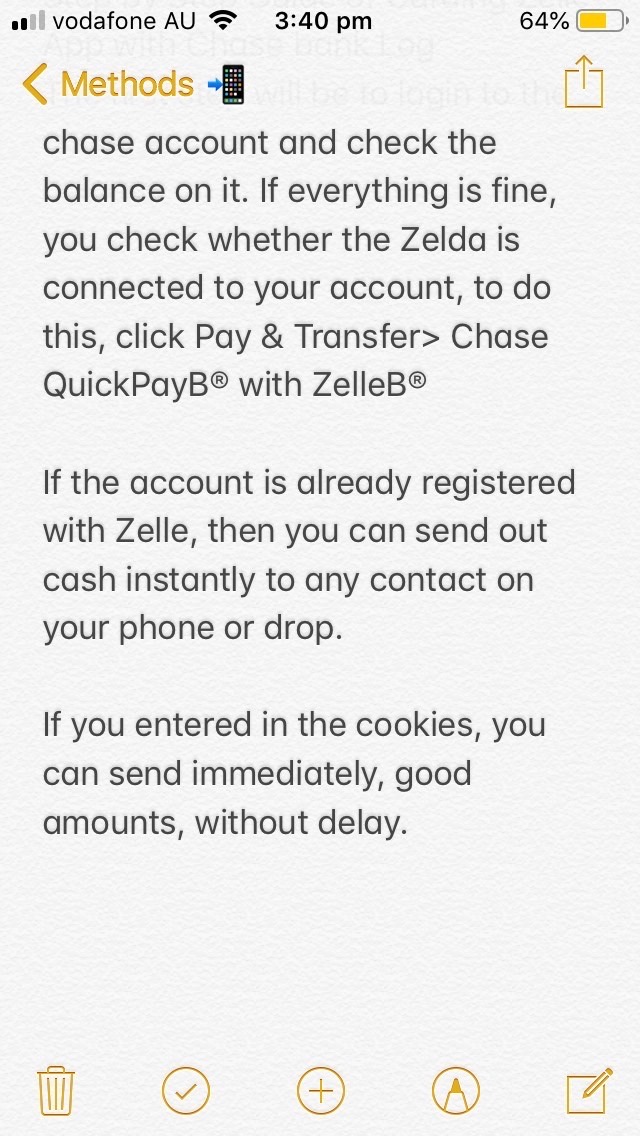 vodafone AU 3:40 pm 64%
App with Chase bank Log
Methods
will be to login to the
chase account and check the
balance on it. If everything is fine,
you check whether the Zelda is
connected to your account, to do
this, click Pay & Transfer> Chase
QuickPayB® with ZelleB®
If the account is already registered
with Zelle, then you can send out
cash instantly to any contact on
your phone or drop.
If you entered in the cookies, you
can send immediately, good
amounts, without delay.